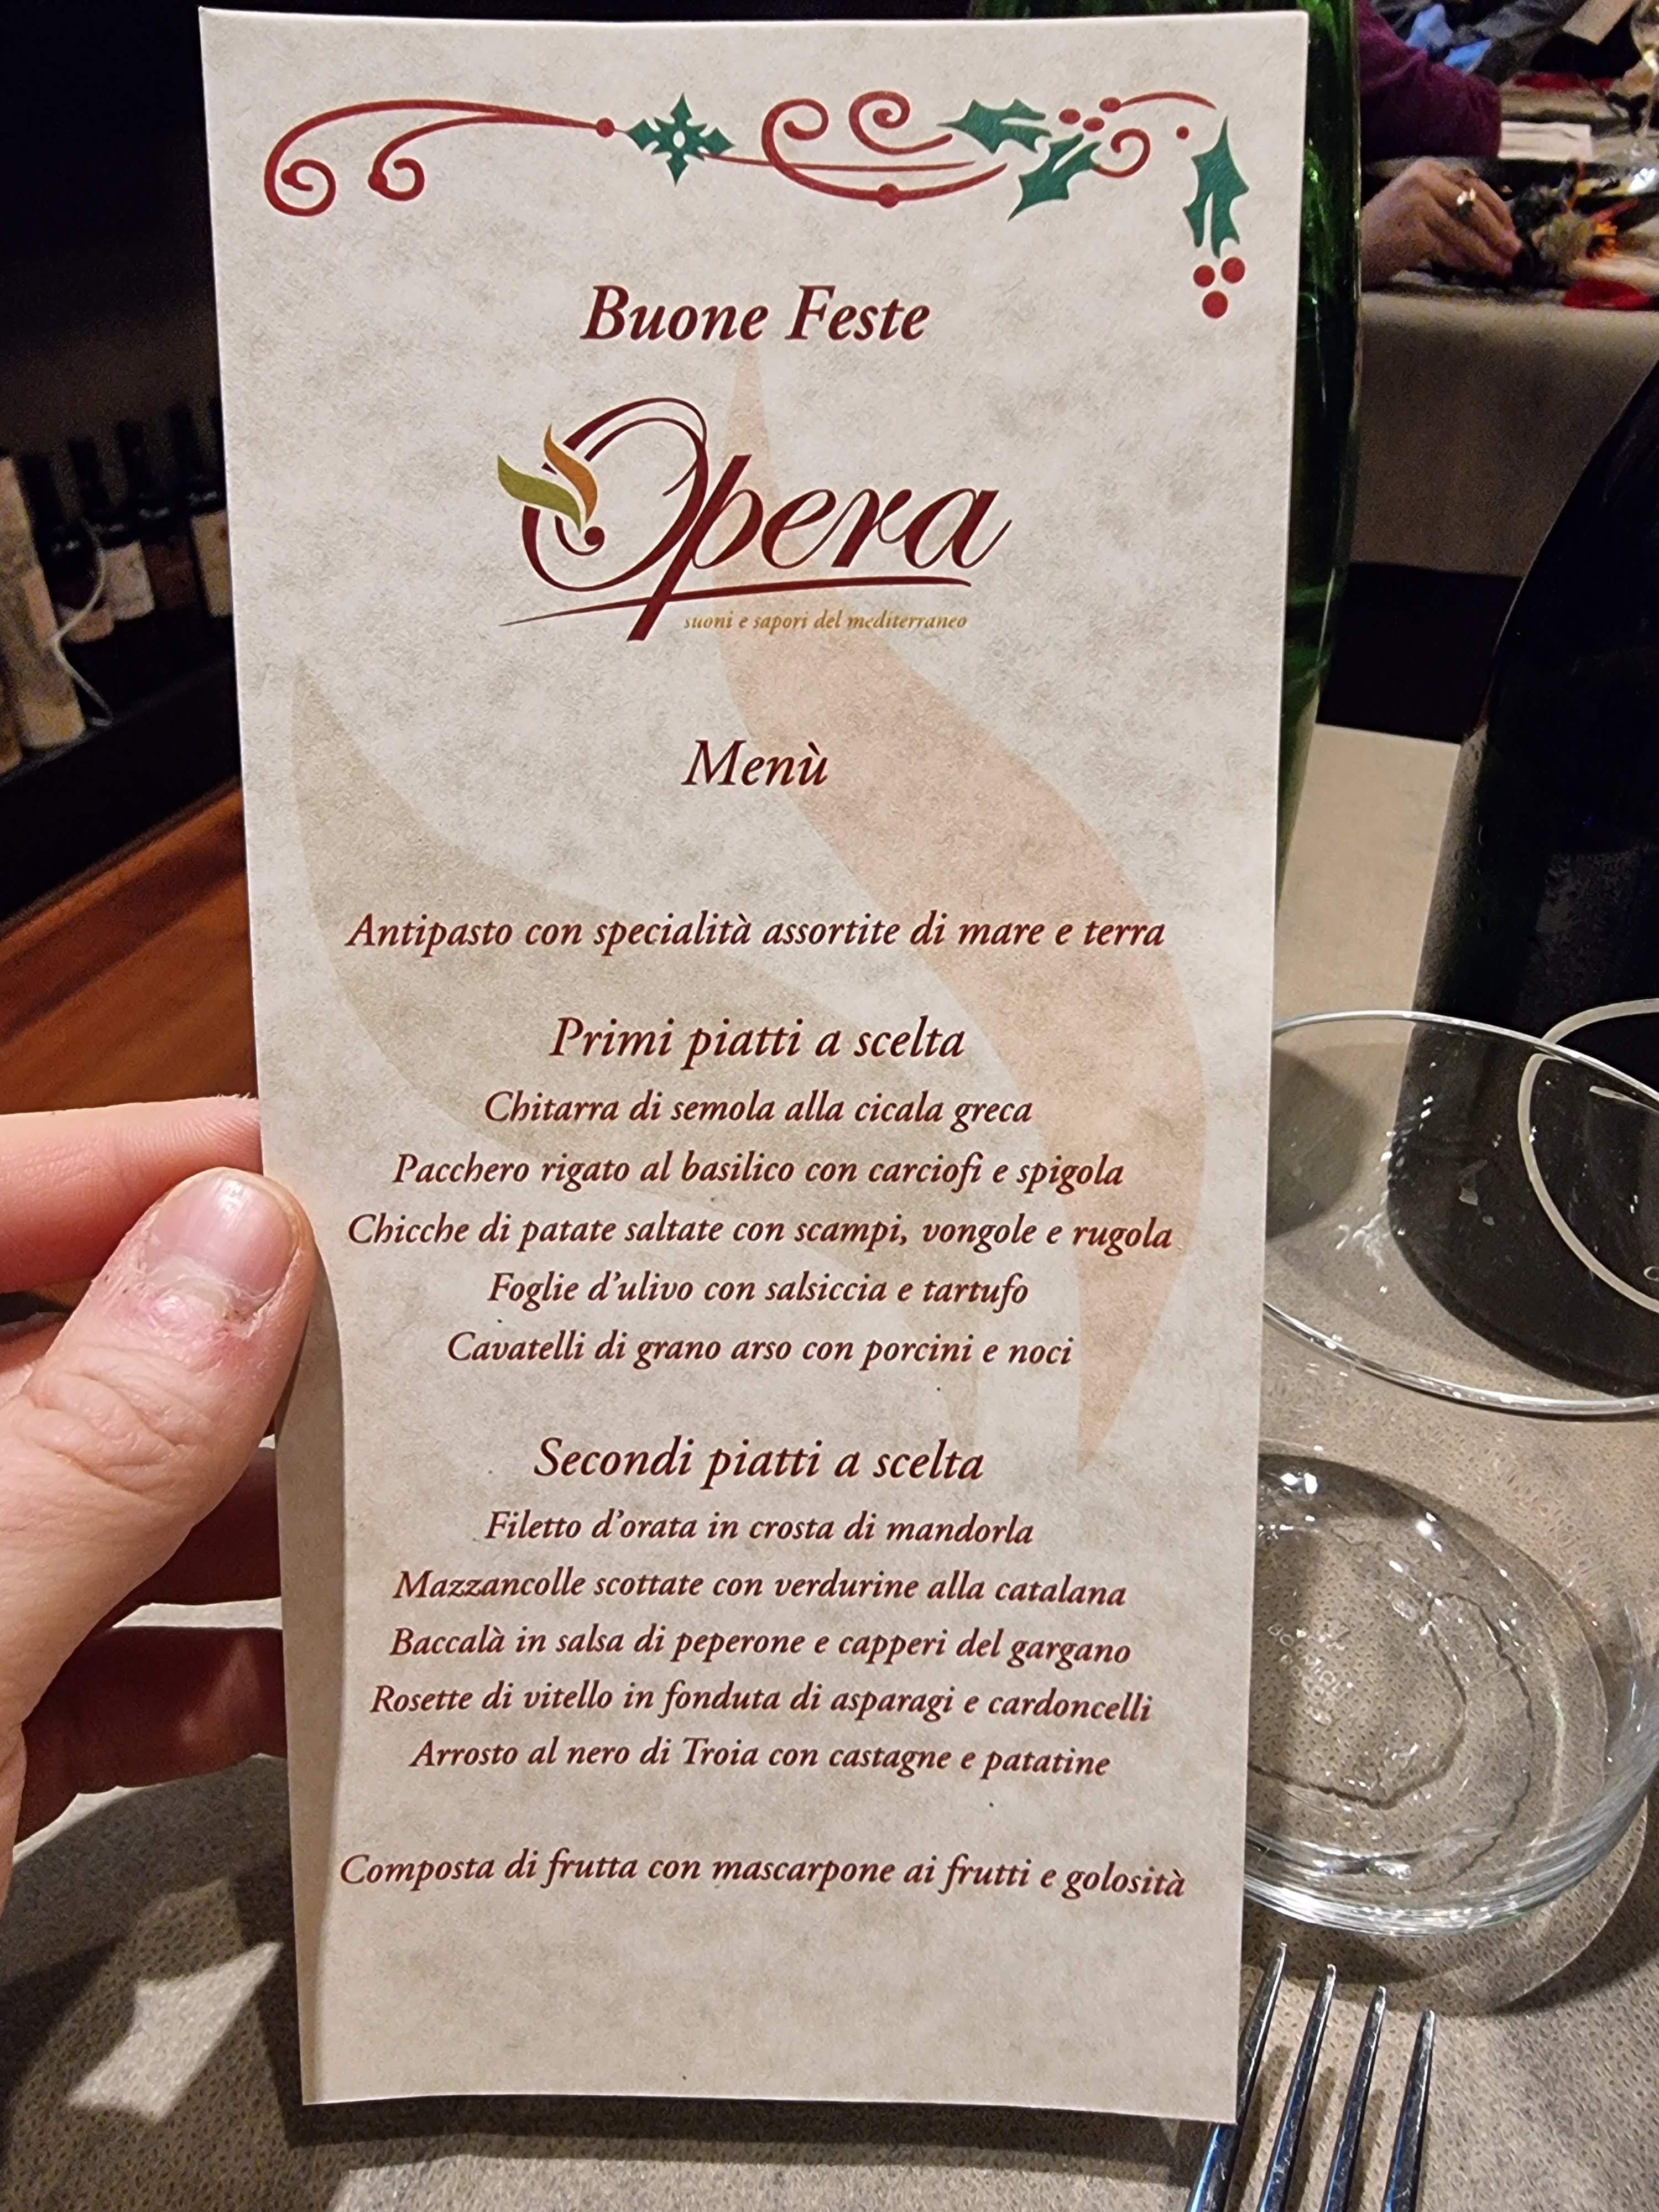 Buone Feste
Opera
suoni e sapori del mediterraneo
Menù
Antipasto con specialità assortite di mare e terra
Primi piatti a scelta
Chitarra di semola alla cicala greca
Pacchero rigato al basilico con carciofi e spigola
Chicche di patate saltate con scampi, vongole e rugola
Foglie d'ulivo con salsiccia e tartufo
Cavatelli di grano arso con porcini e noci
Secondi piatti a scelta
Filetto d'orata in crosta di mandorla
Mazzancolle scottate con verdurine alla catalana
Baccalà in salsa di peperone e capperi del gargano
Rosette di vitello in fonduta di asparagi e cardoncelli
Arrosto al nero di Troia con castagne e patatine
Composta di frutta con mascarpone ai frutti e golosità